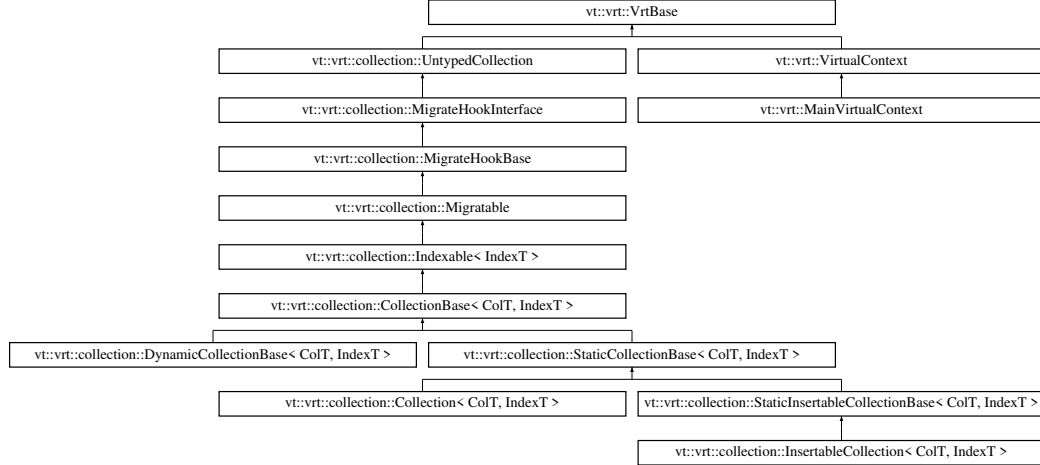 vt::vrt::VrtBase
vt::vrt::collection::UntypedCollection
vt::vrt::VirtualContext
vt::vrt::collection::MigrateHookInterface
vt::vrt::MainVirtualContext
vt::vrt::collection::MigrateHookBase
vt::vrt::collection::Migratable
vt::vrt::collection::Indexable< IndexT >
vt::vrt::collection::CollectionBase< ColT, IndexT >
vt::vrt::collection::DynamicCollectionBase< ColT, IndexT >
vt::vrt::collection::StaticCollectionBase< ColT, IndexT >
vt::vrt::collection::Collection< ColT, IndexT >
vt::vrt::collection::StaticInsertableCollectionBase< ColT, IndexT >
vt::vrt::collection::InsertableCollection< ColT, IndexT >